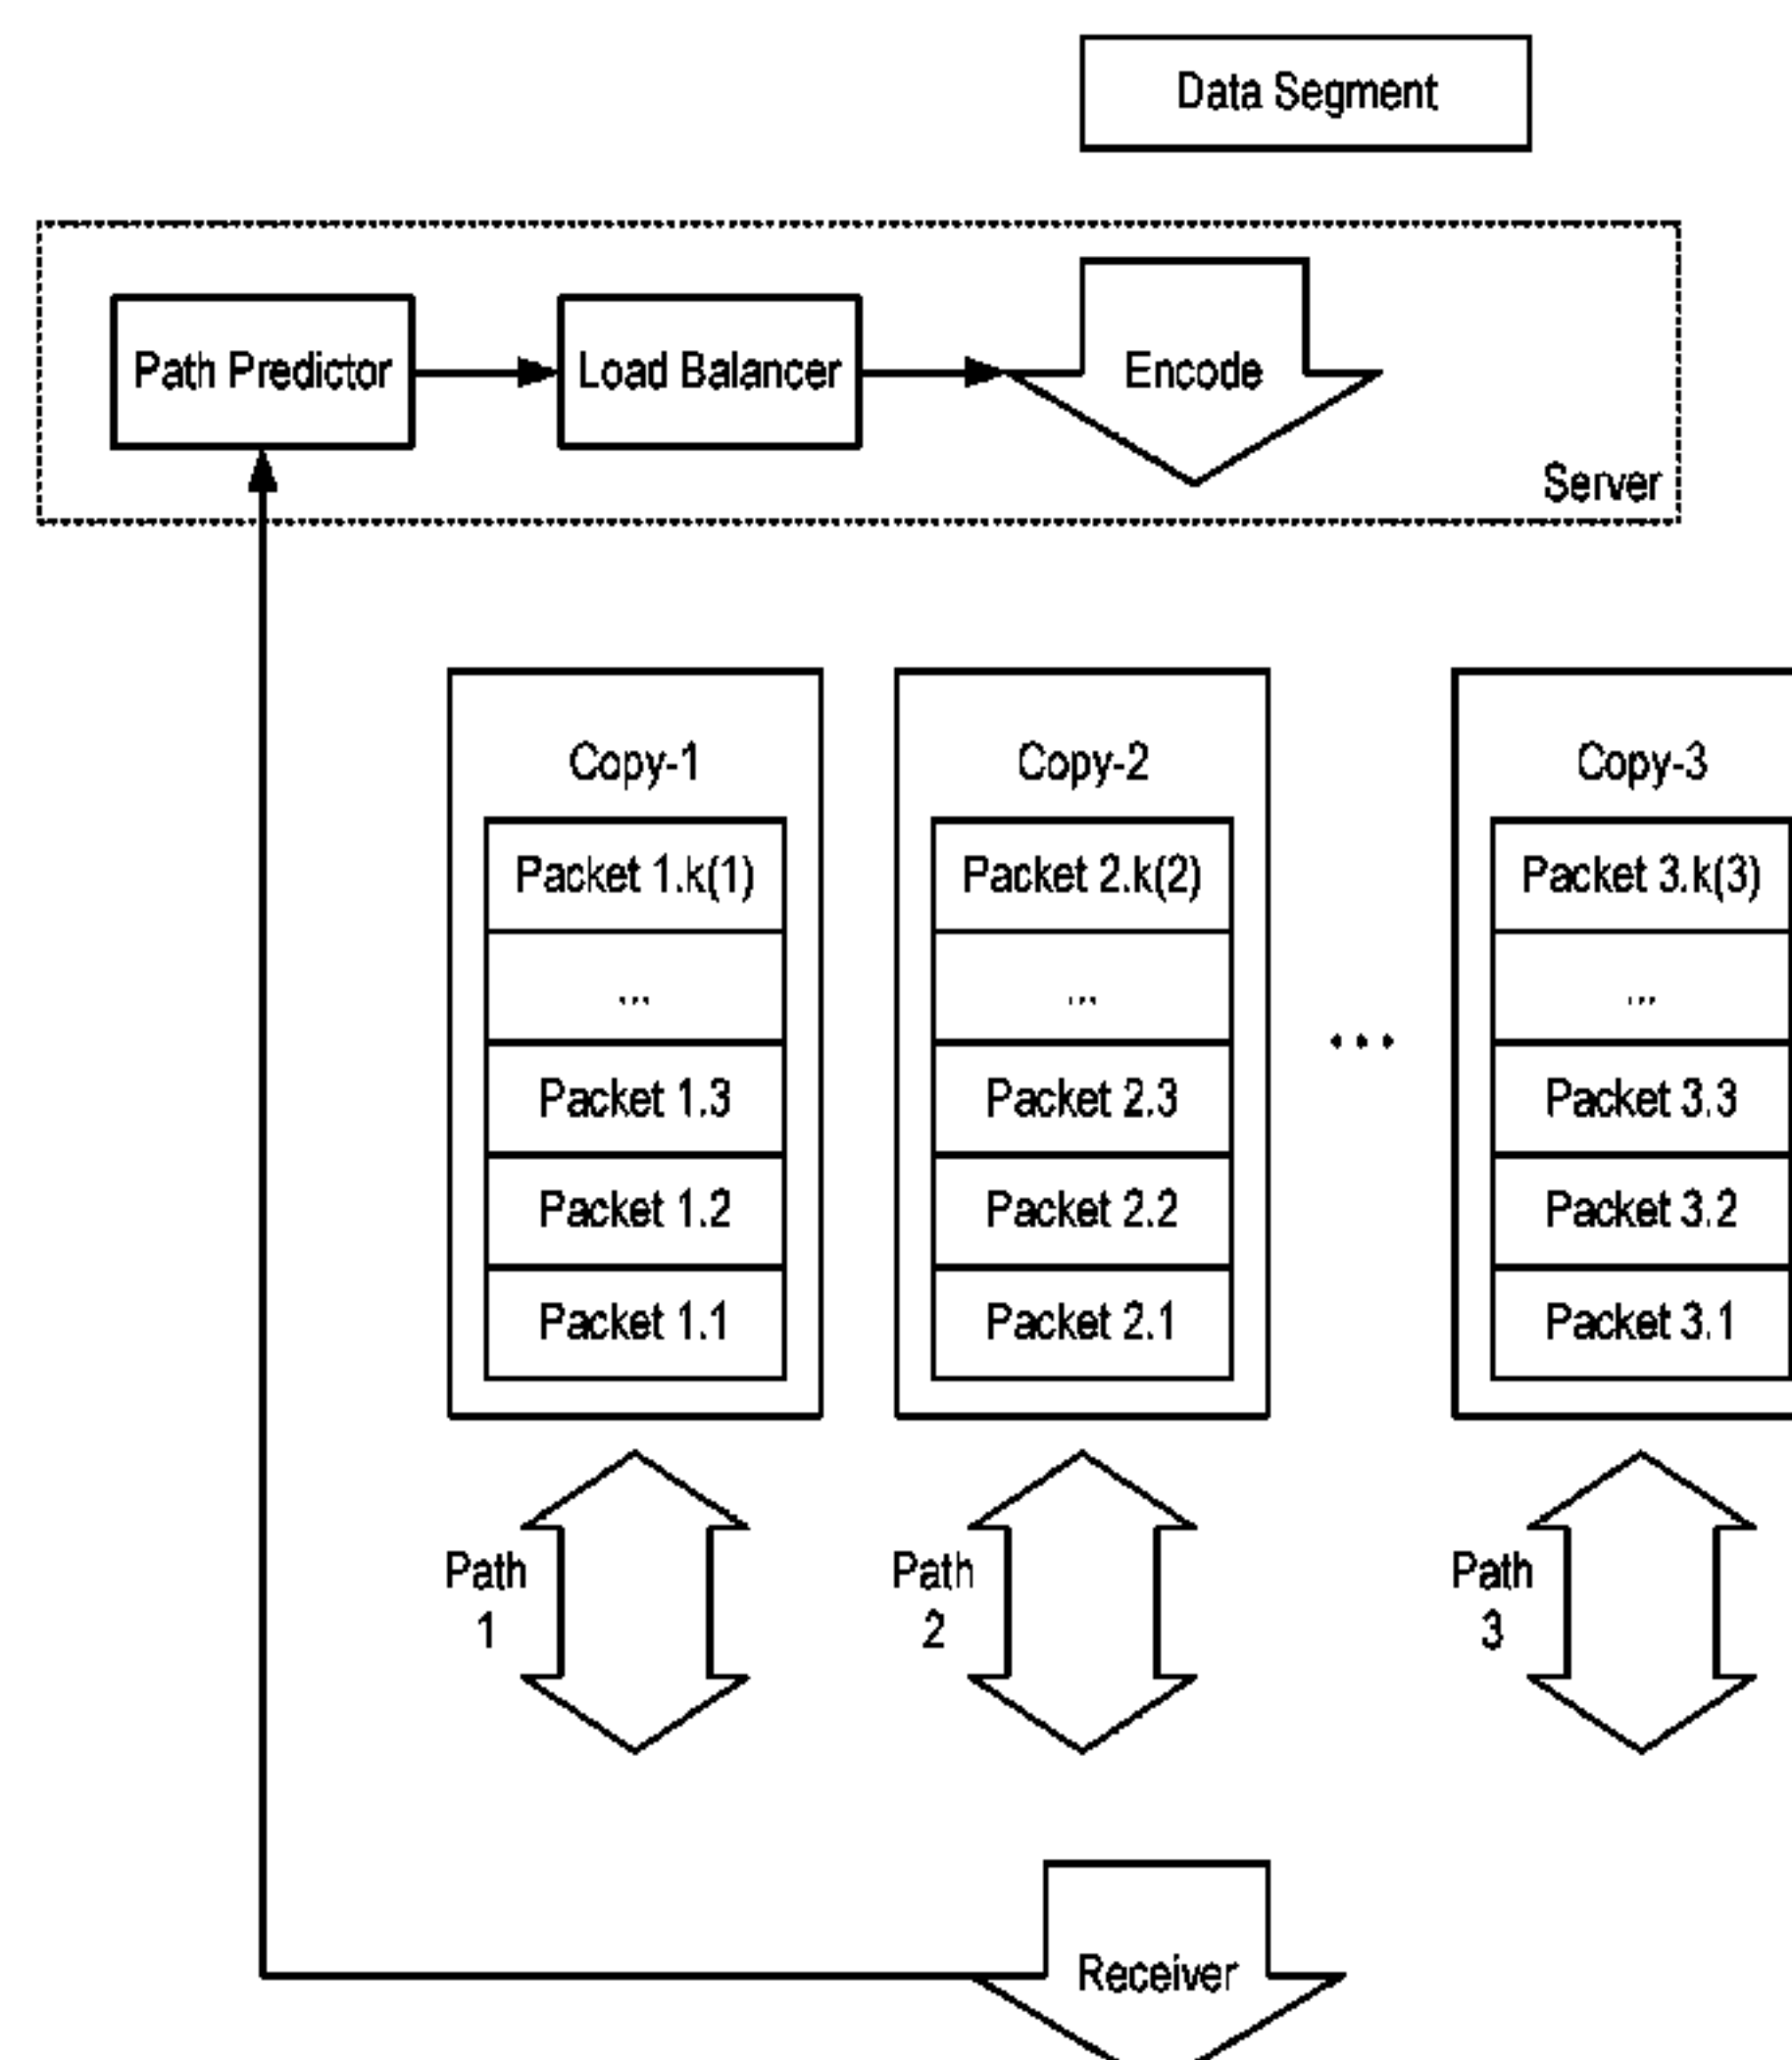 Data Segment
Path Predictor
Load Balancer
Encode
Server
Copy-1
Packet 1.k(1)
...
Packet 1.3
Packet 1.2
Packet 1.1
Copy-2
Packet 2.k(2)
...
Packet 2.3
Packet 2.2
Packet 2.1
...
Copy-3
Packet 3.k(3)
...
Packet 3.3
Packet 3.2
Packet 3.1
Path
1
Path
2
Path
3
Receiver